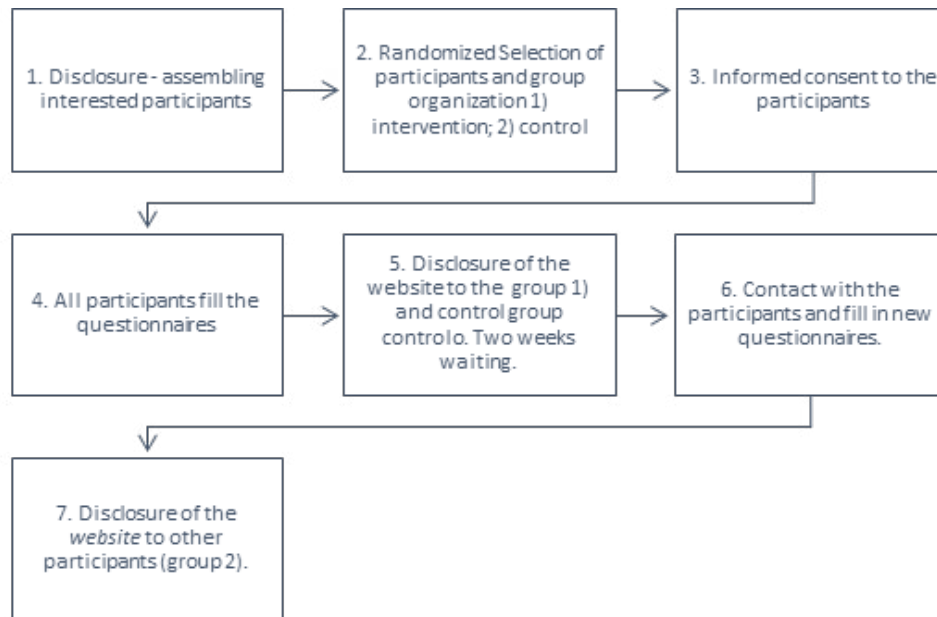 1. Disclosure - assembling
interested participants
2. Randomized Selection of
participants and group
organization 1)
intervention; 2) control
3. Informed consent to the
participants
4. All participants fill the
questionnaires
5. Disclosure of the
website to the group 1)
and control group
controlo. Two weeks
waiting.
6. Contact with the
participants and fill in new
questionnaires.
7. Disclosure of the
website to other
participants (group 2).